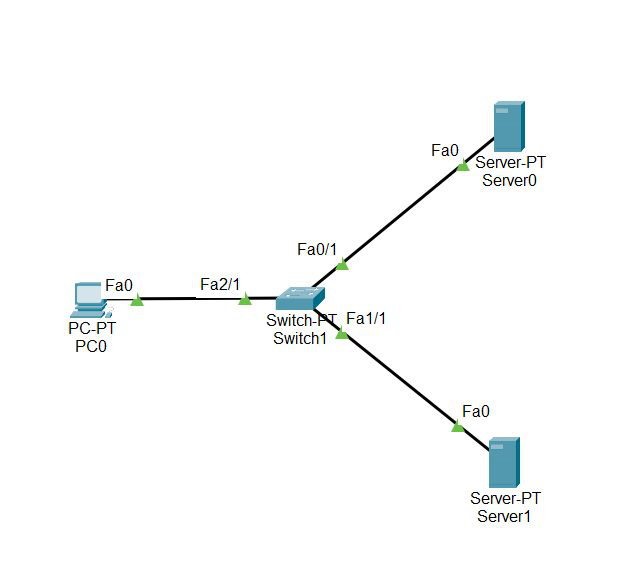 Fa0
Server-PT
Server0
Fa0/1
Fa0
Fa2/1
PC-PT
PC0
Switch-PT
Switch1
Fa1/1
Fa0
Server-PT
Server1